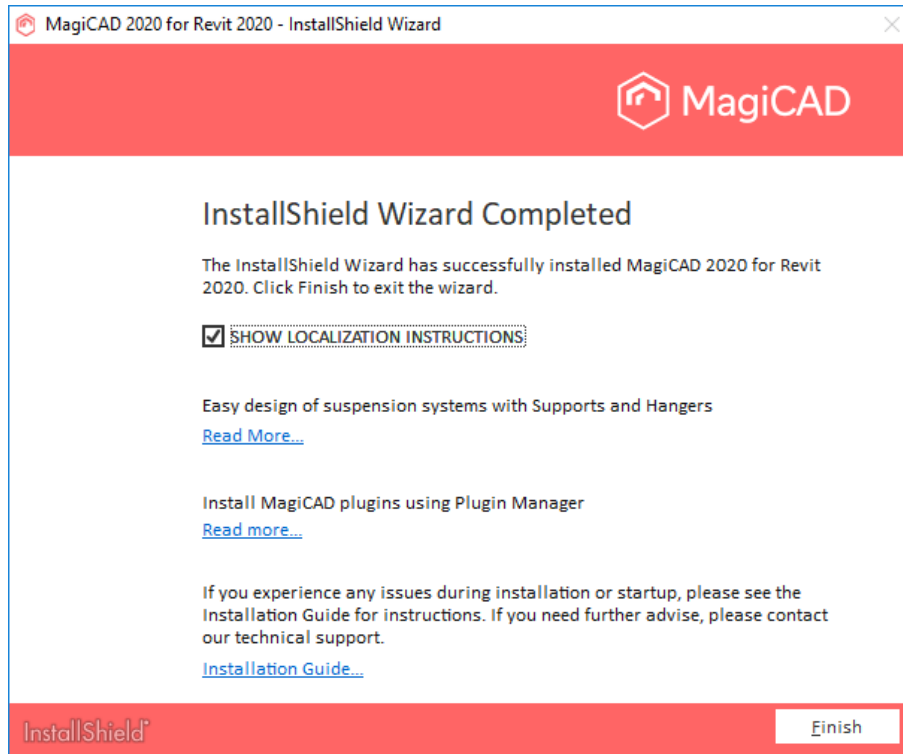 MagiCAD 2020 for Revit 2020 - InstallShield Wizard
MagiCAD
InstallShield Wizard Completed
The InstallShield Wizard has successfully installed MagiCAD 2020 for Revit
2020. Click Finish to exit the wizard.
SHOW LOCALIZATION INSTRUCTIONS
Easy design of suspension systems with Supports and Hangers
Read More...
Install MagiCAD plugins using Plugin Manager
Read more...
If you experience any issues during installation or startup, please see the
Installation Guide for instructions. If you need further advise, please contact
our technical support.
Installation Guide...
InstallShield
Finish